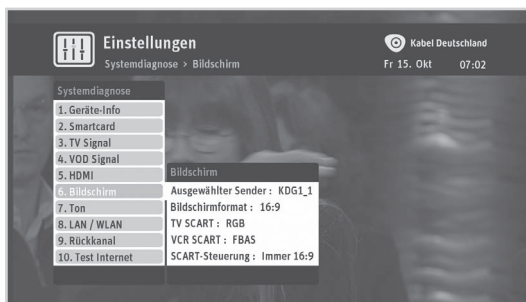 Einstellungen
Kabel Deutschland
Systemdiagnose > Bildschirm
Fr 15. Okt 07:02
Systemdiagnose
1. Geräte-Info
2. Smartcard
3. TV Signal
4. VOD Signal
5. HDMI
6. Bildschirm
7. Ton
8. LAN / WLAN
9. Rückkanal
10. Test Internet
Bildschirm
Ausgewählter Sender : KDG1_1
Bildschirmformat : 16:9
TV SCART : RGB
VCR SCART : FBAS
SCART-Steuerung : Immer 16:9